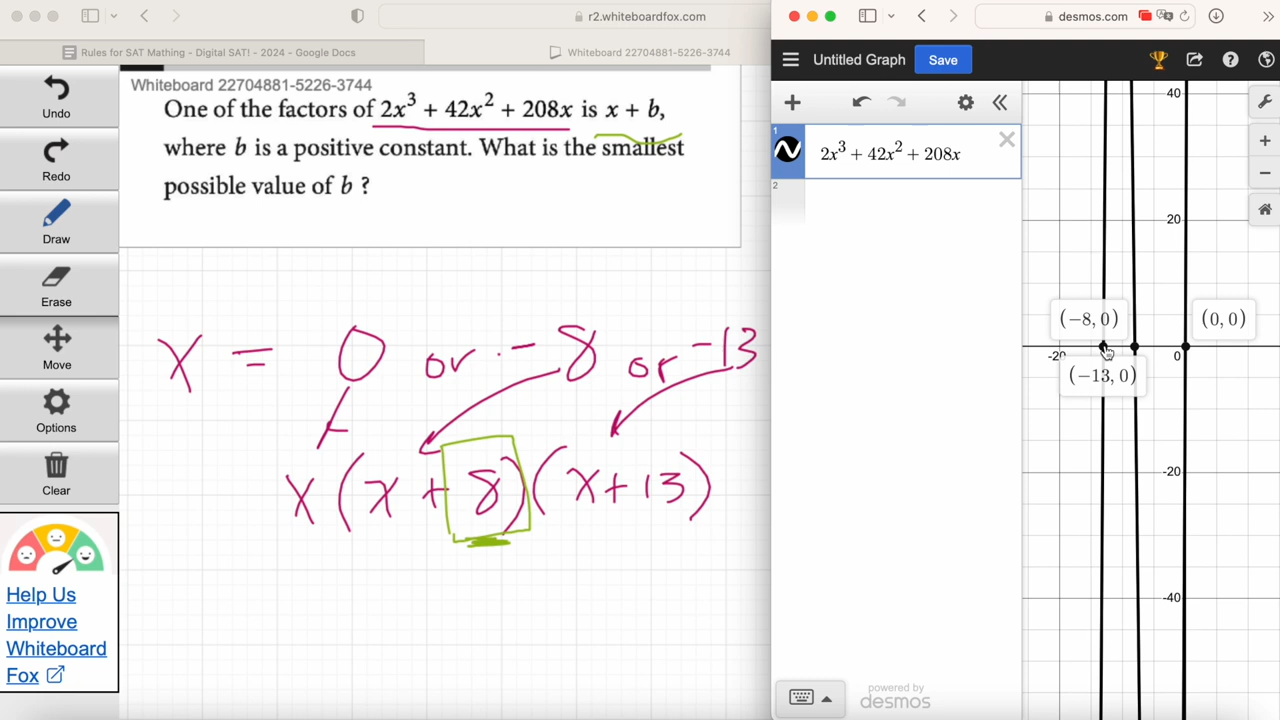 r2.whiteboardfox.com
desmos.com
Rules for SAT Mathing - Digital SAT! - 2024 - Google Docs
Whiteboard 22704881-5226-3744
Untitled Graph
Save
Undo
Redo
Draw
Erase
Move
Options
Clear
Help Us
Improve
Whiteboard
Fox
Whiteboard 22704881-5226-3744
One of the factors of 2x³ + 42x² + 208x is x + b,
where b is a positive constant. What is the smallest
possible value of b ?
x = 0 or -8 or -13
x (x + 8)(x + 13)
1
2x³ + 42x² + 208x
2
powered by
desmos
40
20
(−8, 0)
(0, 0)
-20
0
(−13, 0)
-20
-40